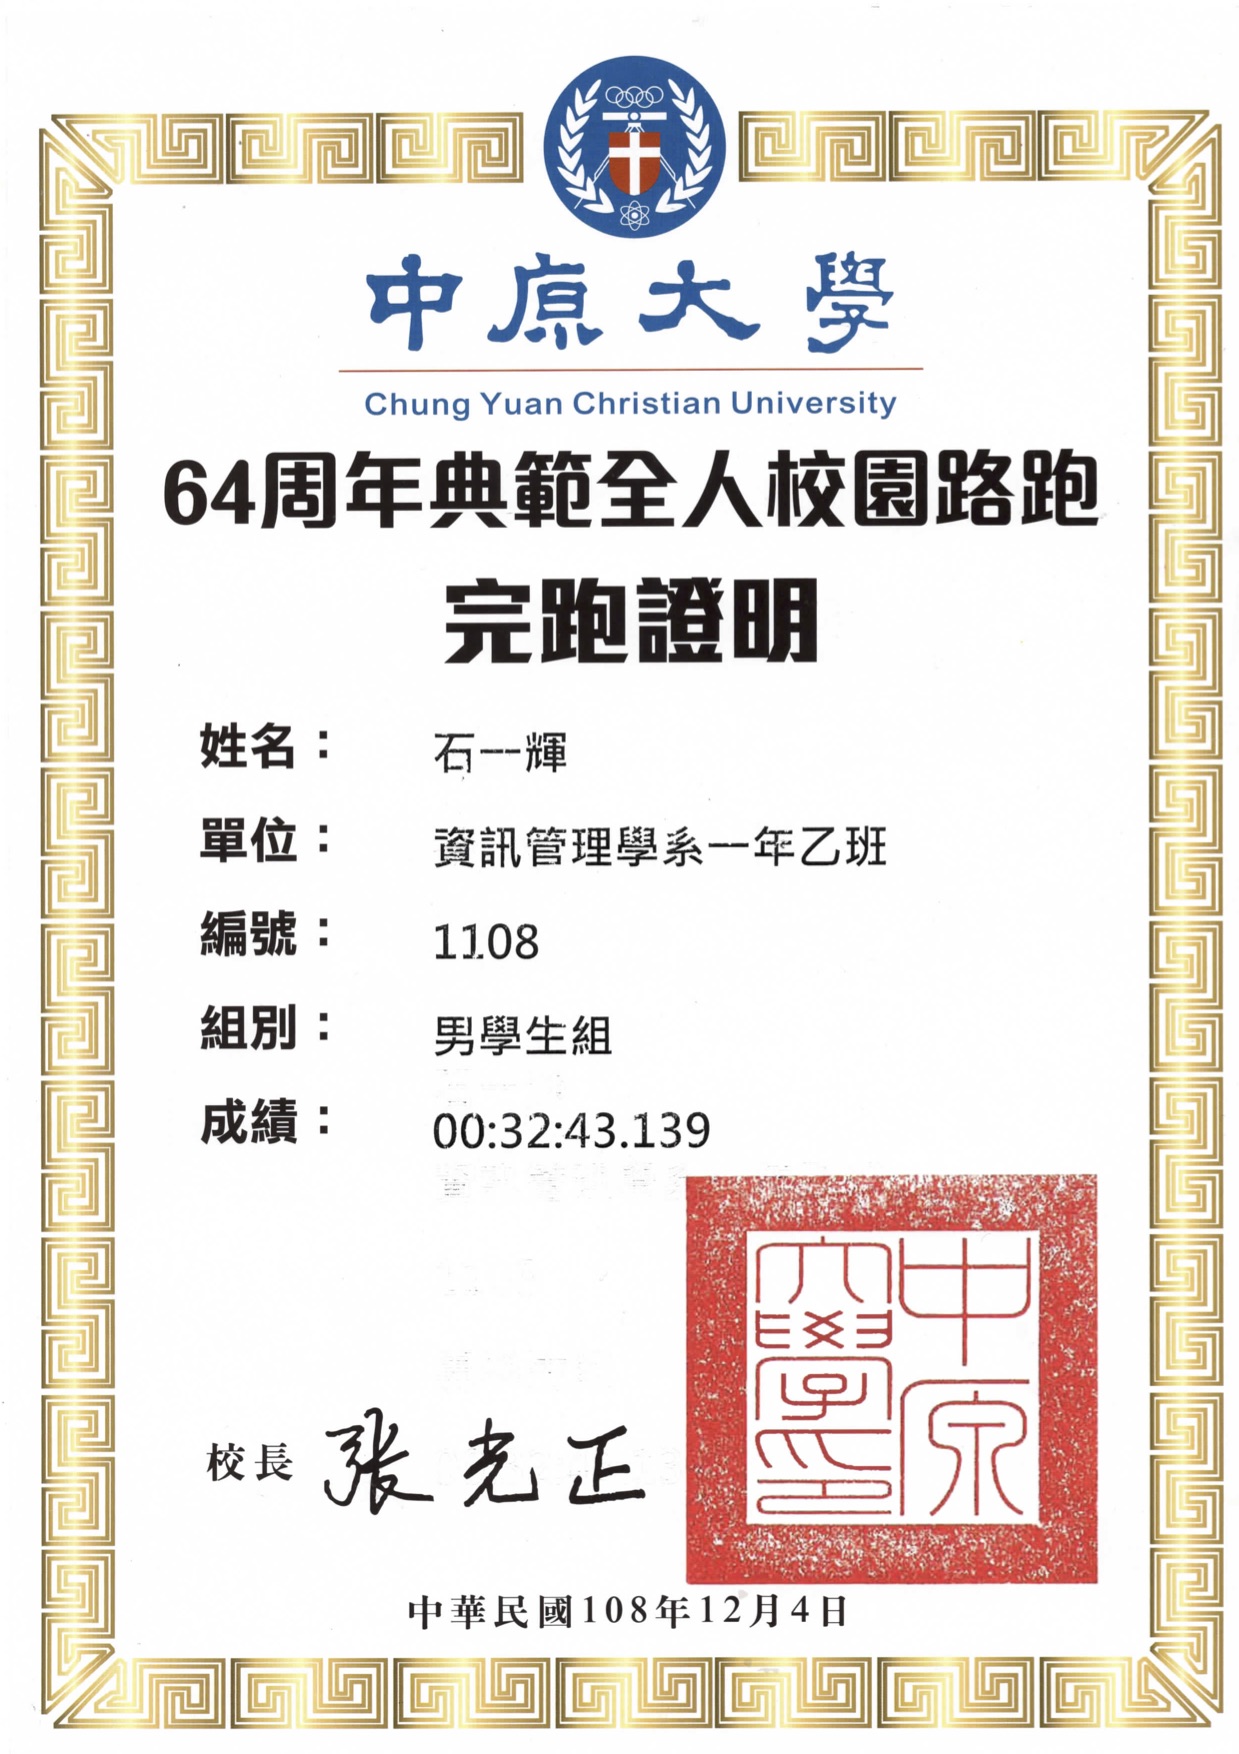 中原大學
Chung Yuan Christian University
64周年典範全人校園路跑
完跑證明
姓名： 石一輝
單位： 資訊管理學系一年乙班
編號： 1108
組別： 男學生組
成績： 00:32:43.139
中原大學印
校長 張光正
中華民國108年12月4日